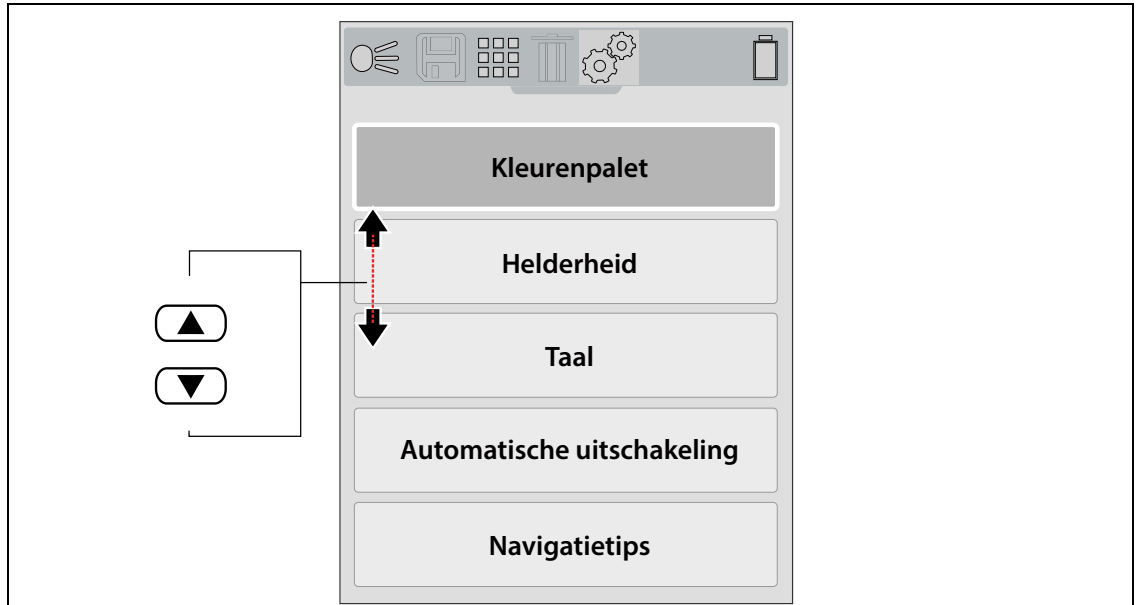 Kleurenpalet
Helderheid
Taal
Automatische uitschakeling
Navigatietips